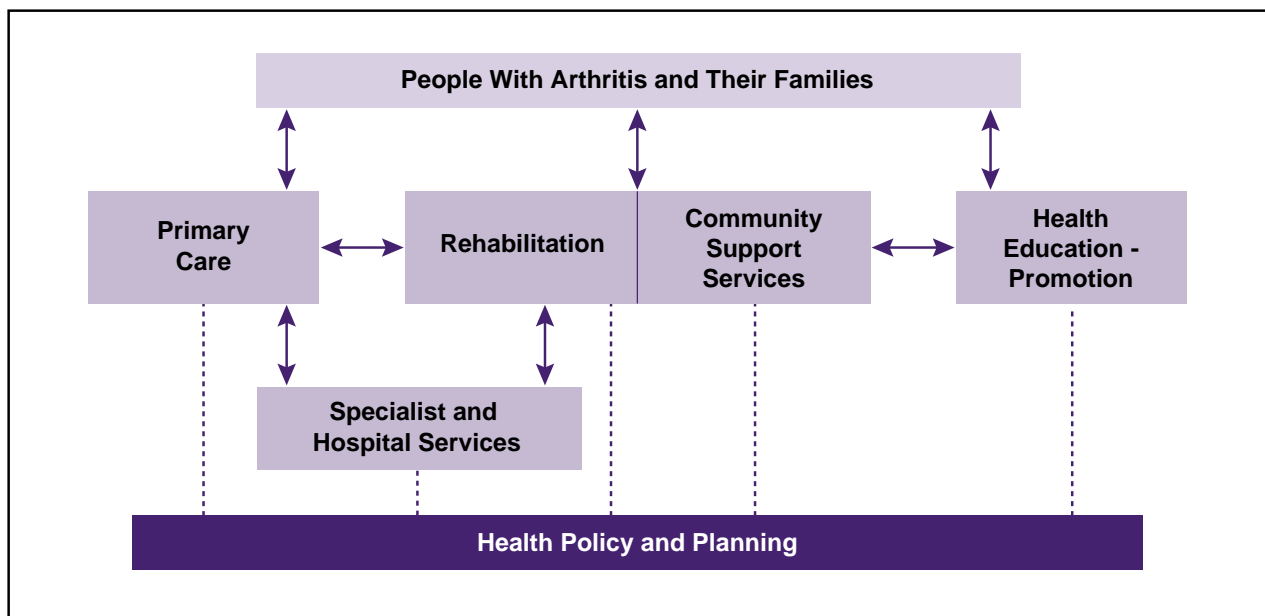 People With Arthritis and Their Families
Primary
Care
Rehabilitation
Community
Support
Services
Health
Education -
Promotion
Specialist and
Hospital Services
Health Policy and Planning